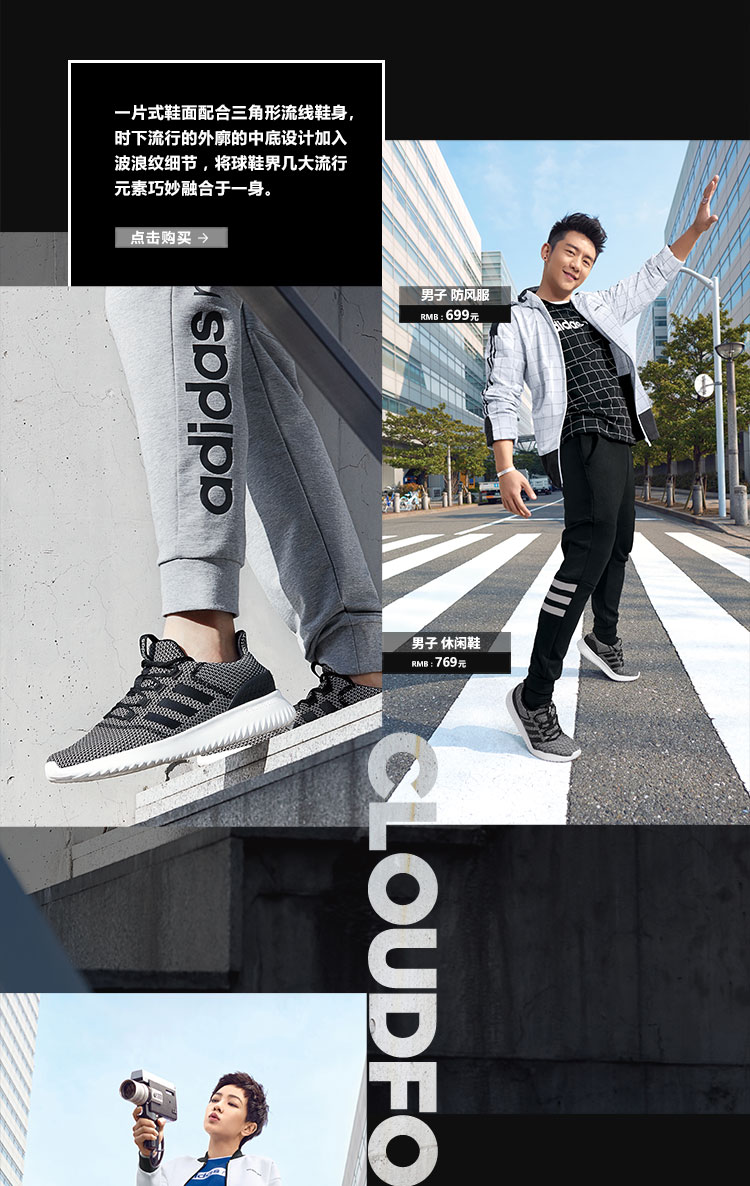 一片式鞋面配合三角形流线鞋身，
时下流行的外廓的中底设计加入
波浪纹细节，将球鞋界几大流行
元素巧妙融合于一身。
点击购买 →
adidas
男子 防风服
RMB : 699元
adidas
男子 休闲鞋
RMB : 769元
CLOUDFO
adidas